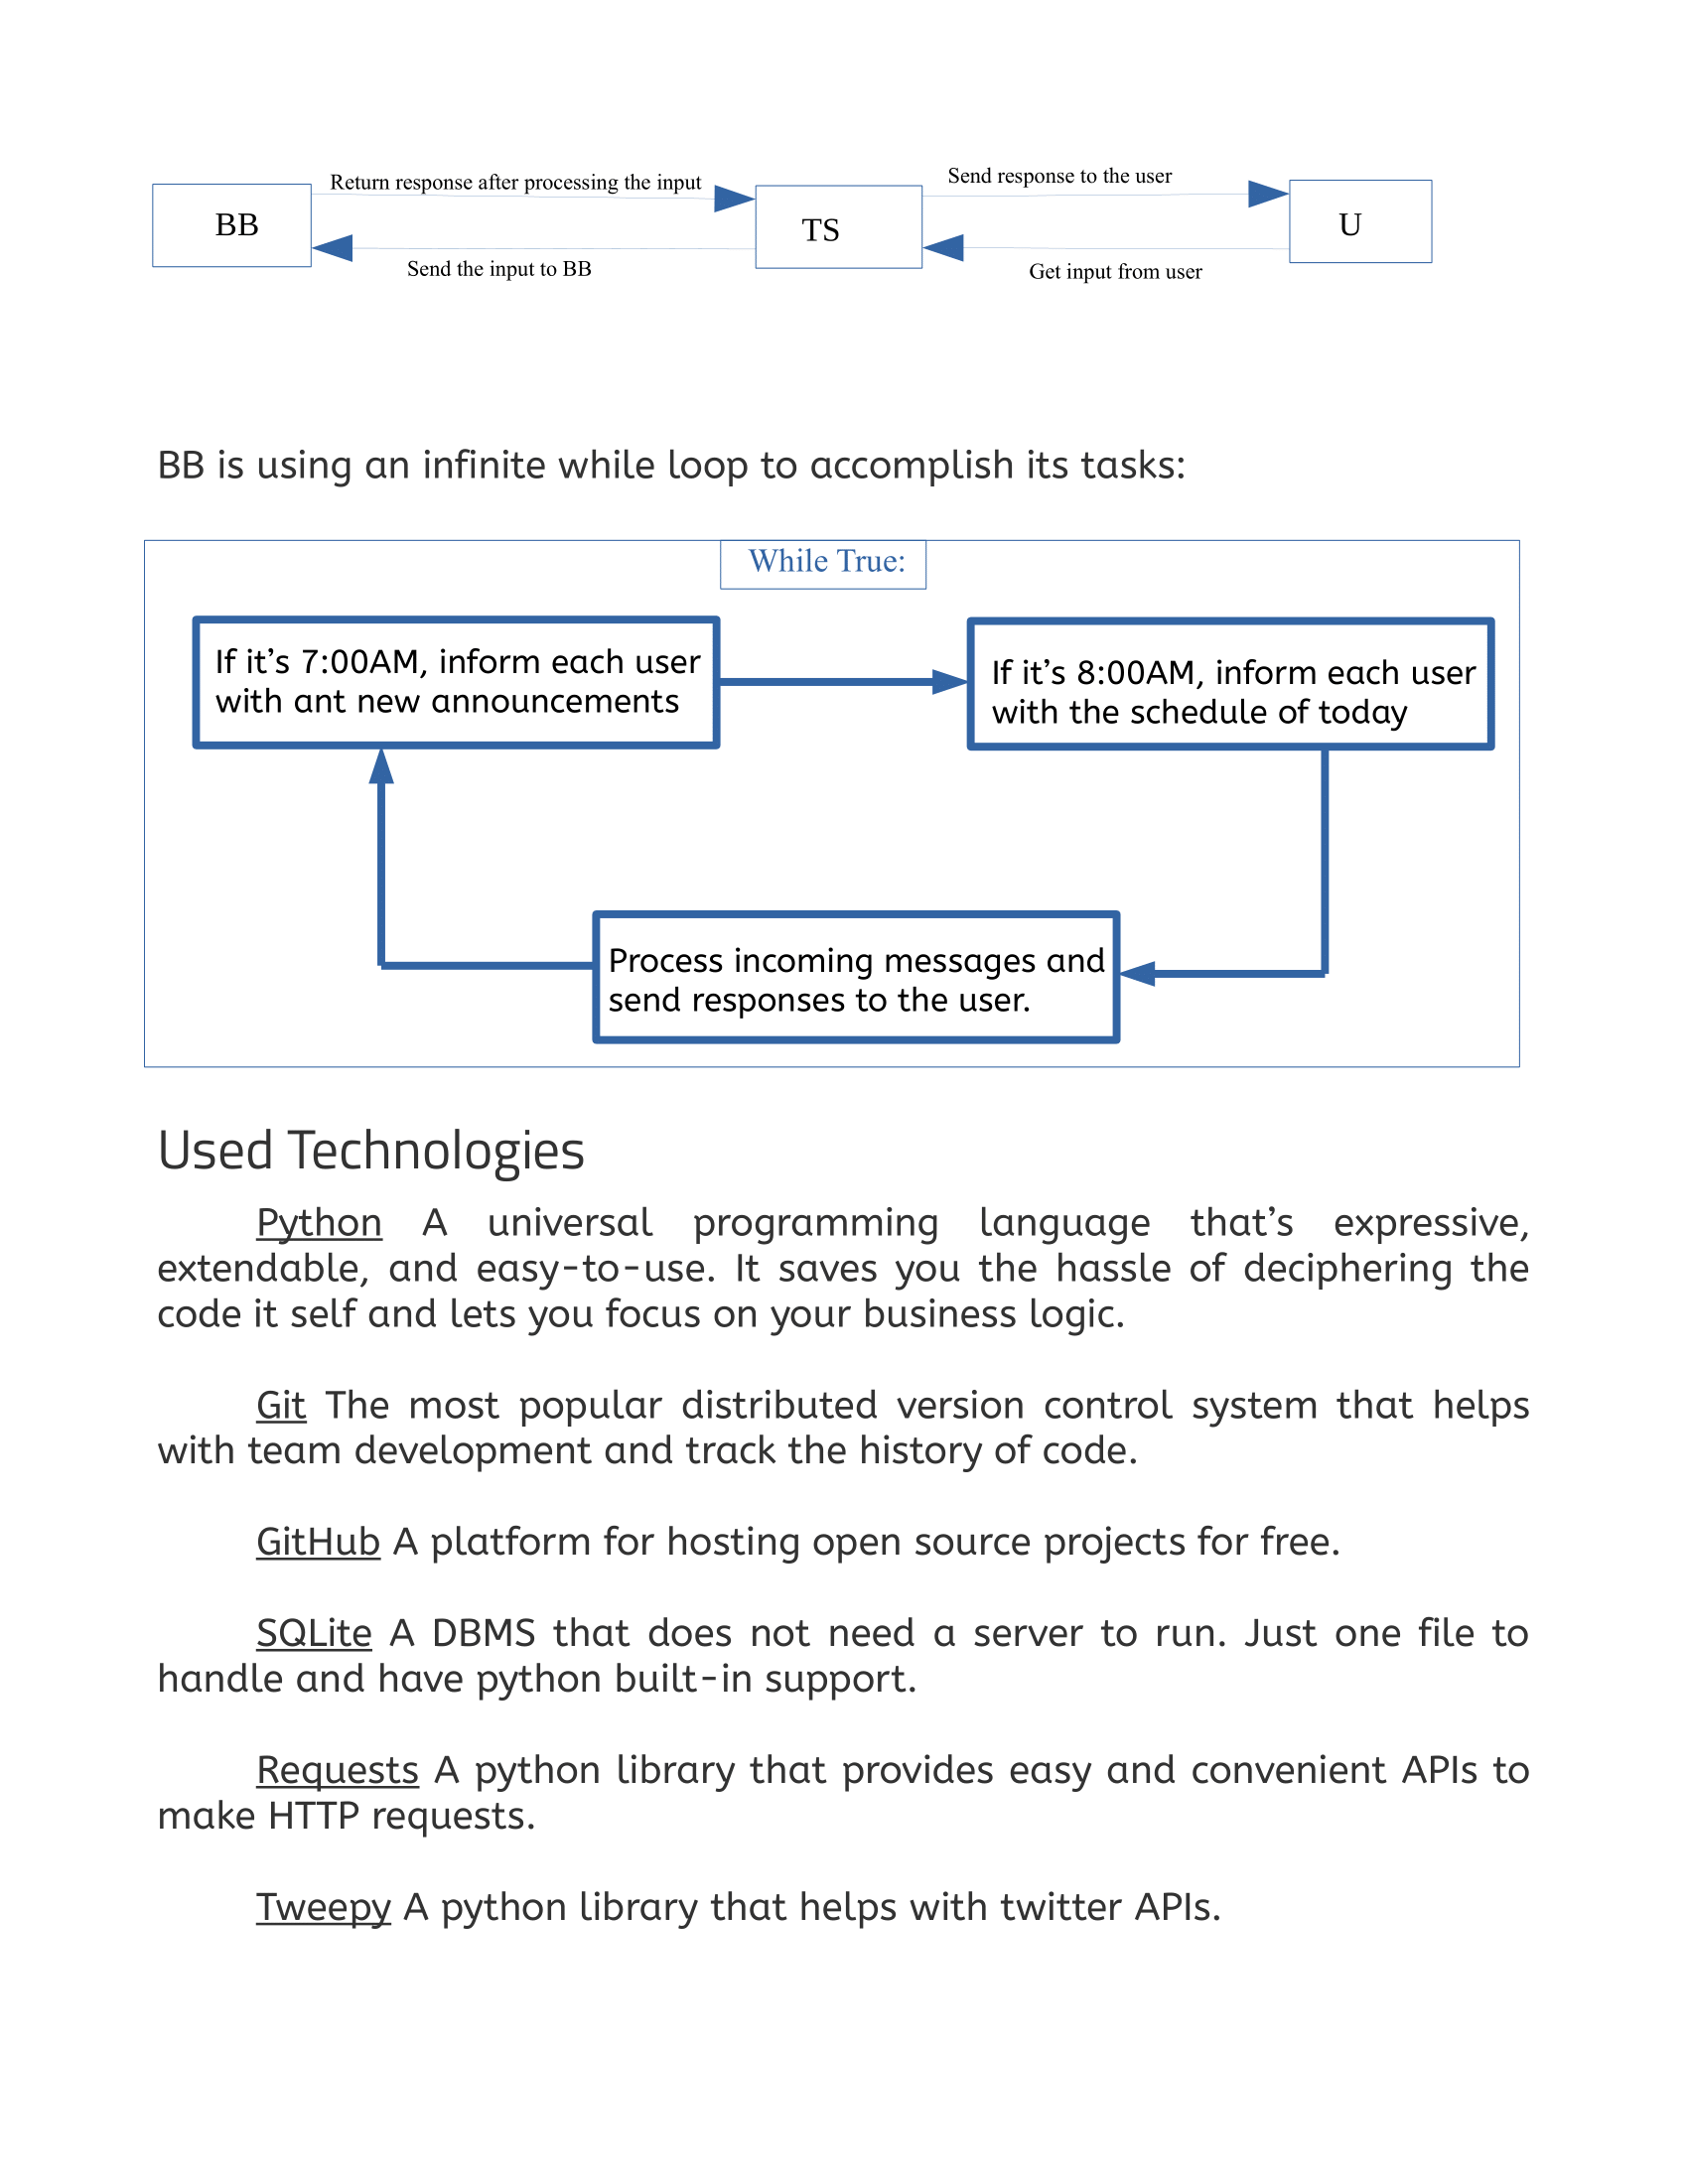 Return response after processing the input
Send response to the user
BB
TS
U
Send the input to BB
Get input from user
BB is using an infinite while loop to accomplish its tasks:
While True:
If it’s 7:00AM, inform each user
with ant new announcements
If it’s 8:00AM, inform each user
with the schedule of today
Process incoming messages and
send responses to the user.
Used Technologies
Python A universal programming language that’s expressive,
extendable, and easy-to-use. It saves you the hassle of deciphering the
code it self and lets you focus on your business logic.
Git The most popular distributed version control system that helps
with team development and track the history of code.
GitHub A platform for hosting open source projects for free.
SQLite A DBMS that does not need a server to run. Just one file to
handle and have python built-in support.
Requests A python library that provides easy and convenient APIs to
make HTTP requests.
Tweepy A python library that helps with twitter APIs.